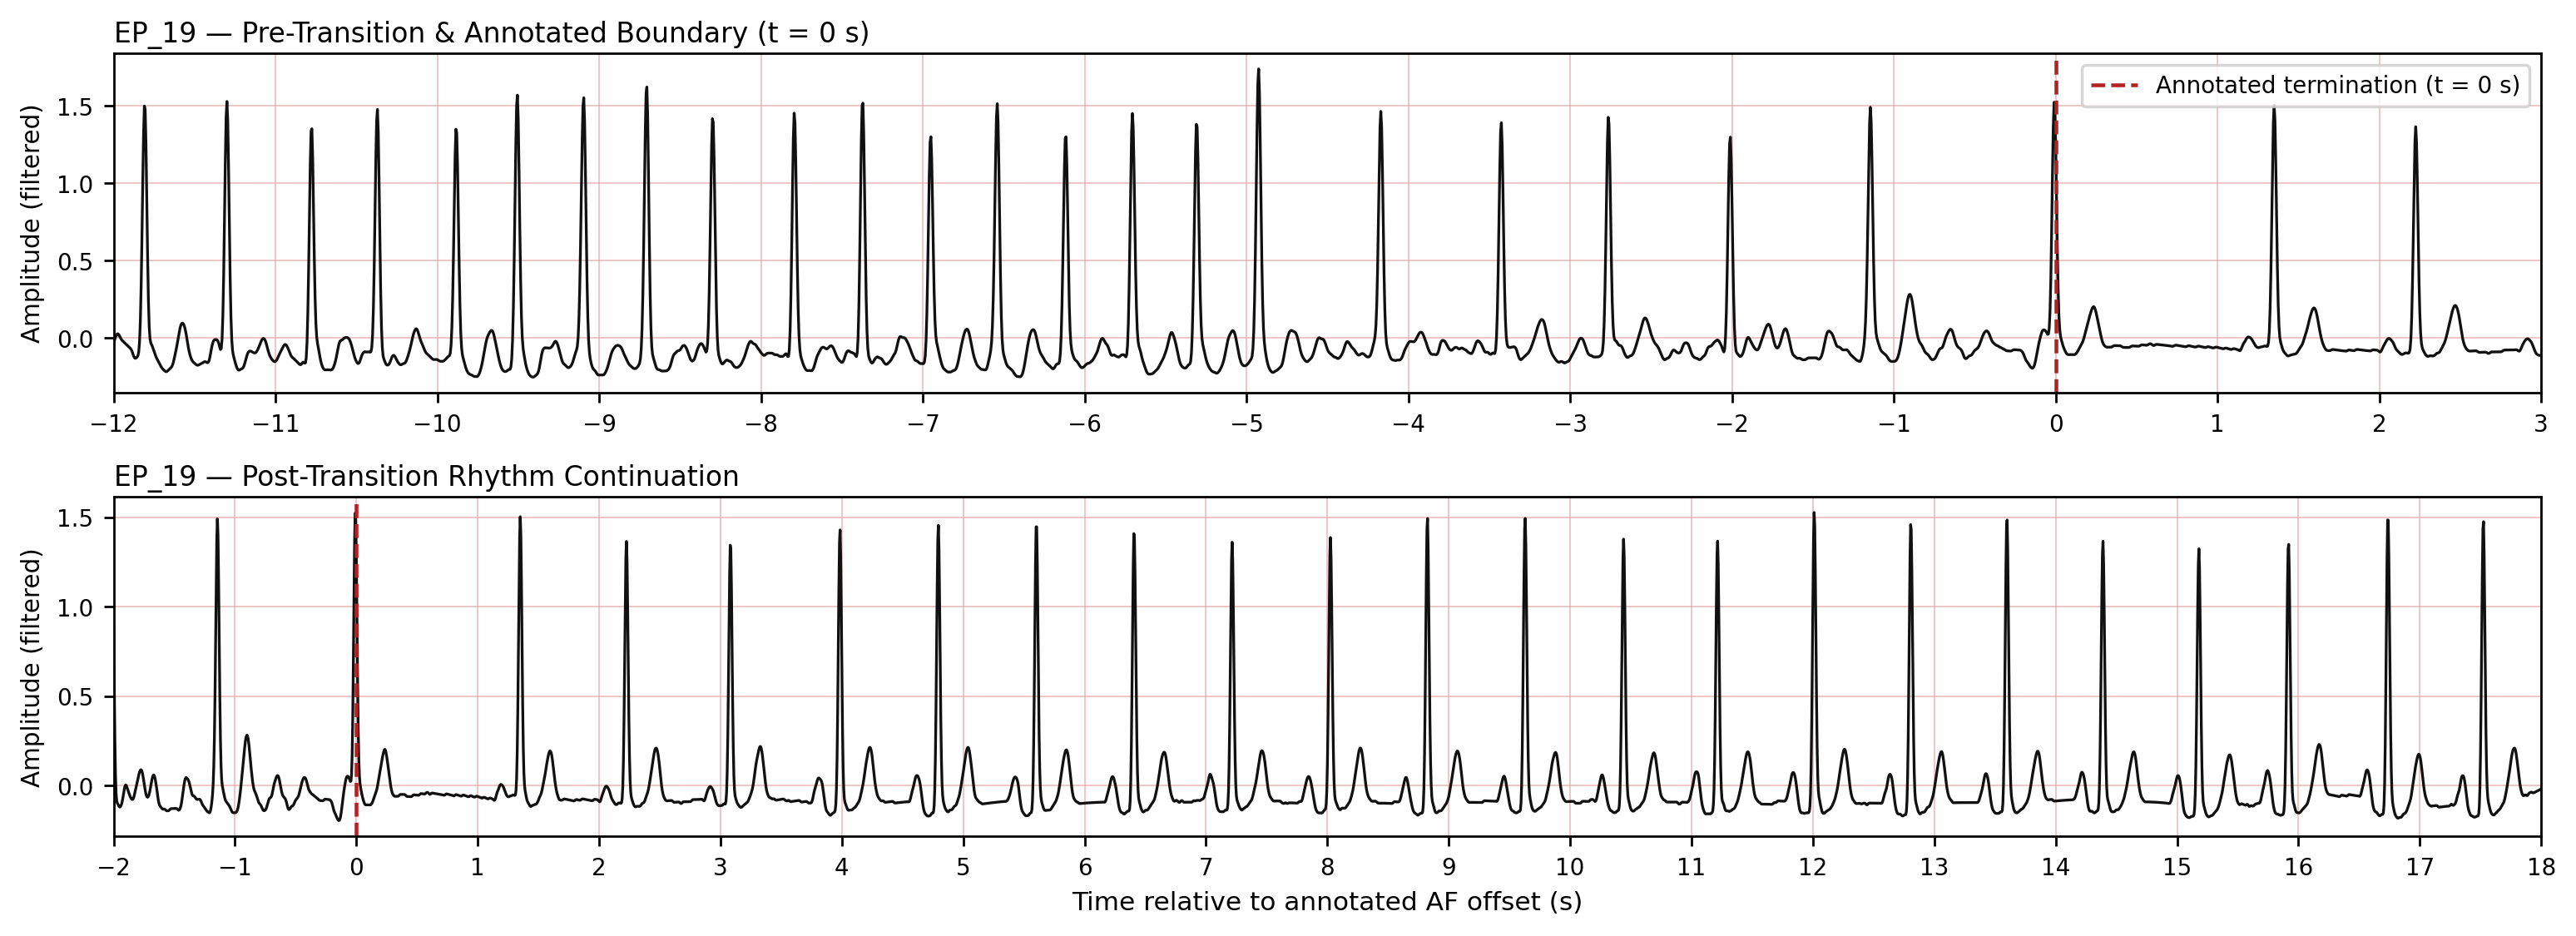 EP_19 — Pre-Transition & Annotated Boundary (t = 0 s)
Amplitude (filtered)
1.5
1.0
0.5
0.0
Annotated termination (t = 0 s)
−12 −11 −10 −9 −8 −7 −6 −5 −4 −3 −2 −1 0 1 2 3
EP_19 — Post-Transition Rhythm Continuation
Amplitude (filtered)
1.5
1.0
0.5
0.0
−2 −1 0 1 2 3 4 5 6 7 8 9 10 11 12 13 14 15 16 17 18
Time relative to annotated AF offset (s)